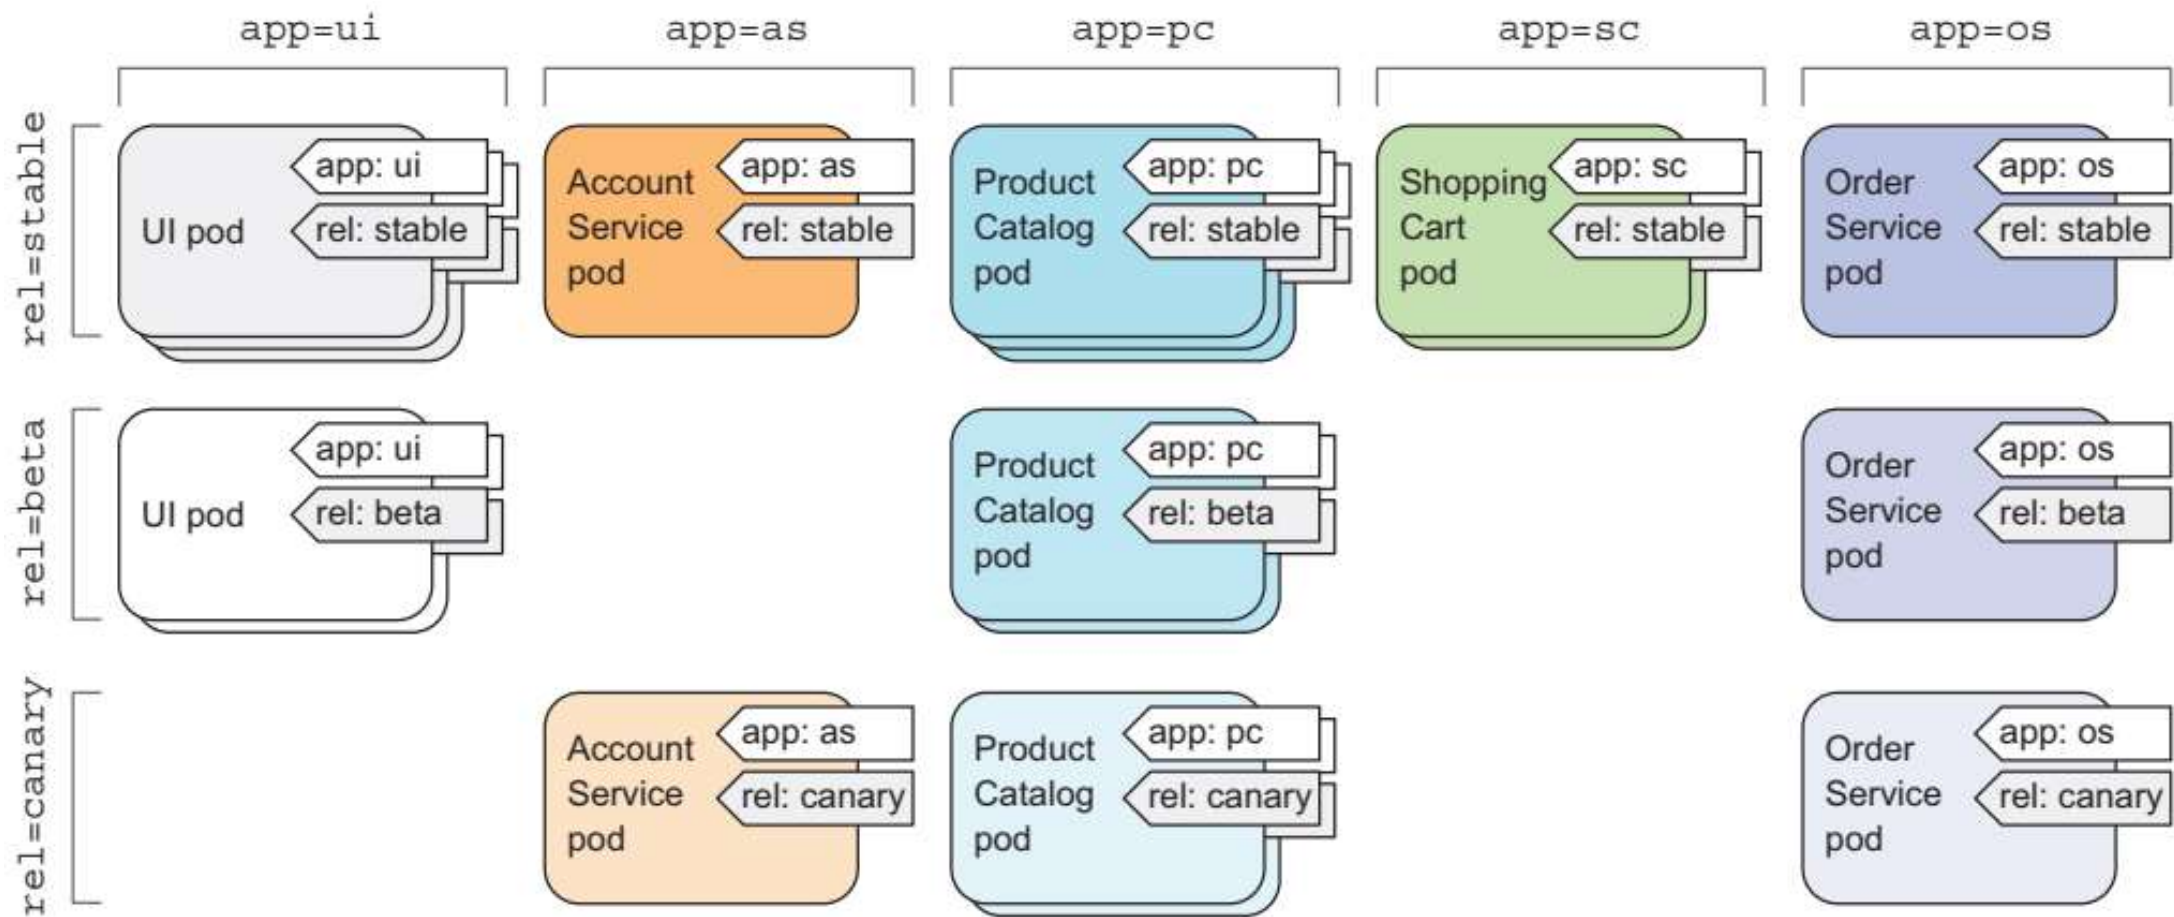 app=ui
app=as
app=pc
app=sc
app=os
rel=stable
UI pod
app: ui
rel: stable
Account
Service
pod
app: as
rel: stable
Product
Catalog
pod
app: pc
rel: stable
Shopping
Cart
pod
app: sc
rel: stable
Order
Service
pod
app: os
rel: stable
rel=beta
UI pod
app: ui
rel: beta
Product
Catalog
pod
app: pc
rel: beta
Order
Service
pod
app: os
rel: beta
rel=canary
Account
Service
pod
app: as
rel: canary
Product
Catalog
pod
app: pc
rel: canary
Order
Service
pod
app: os
rel: canary